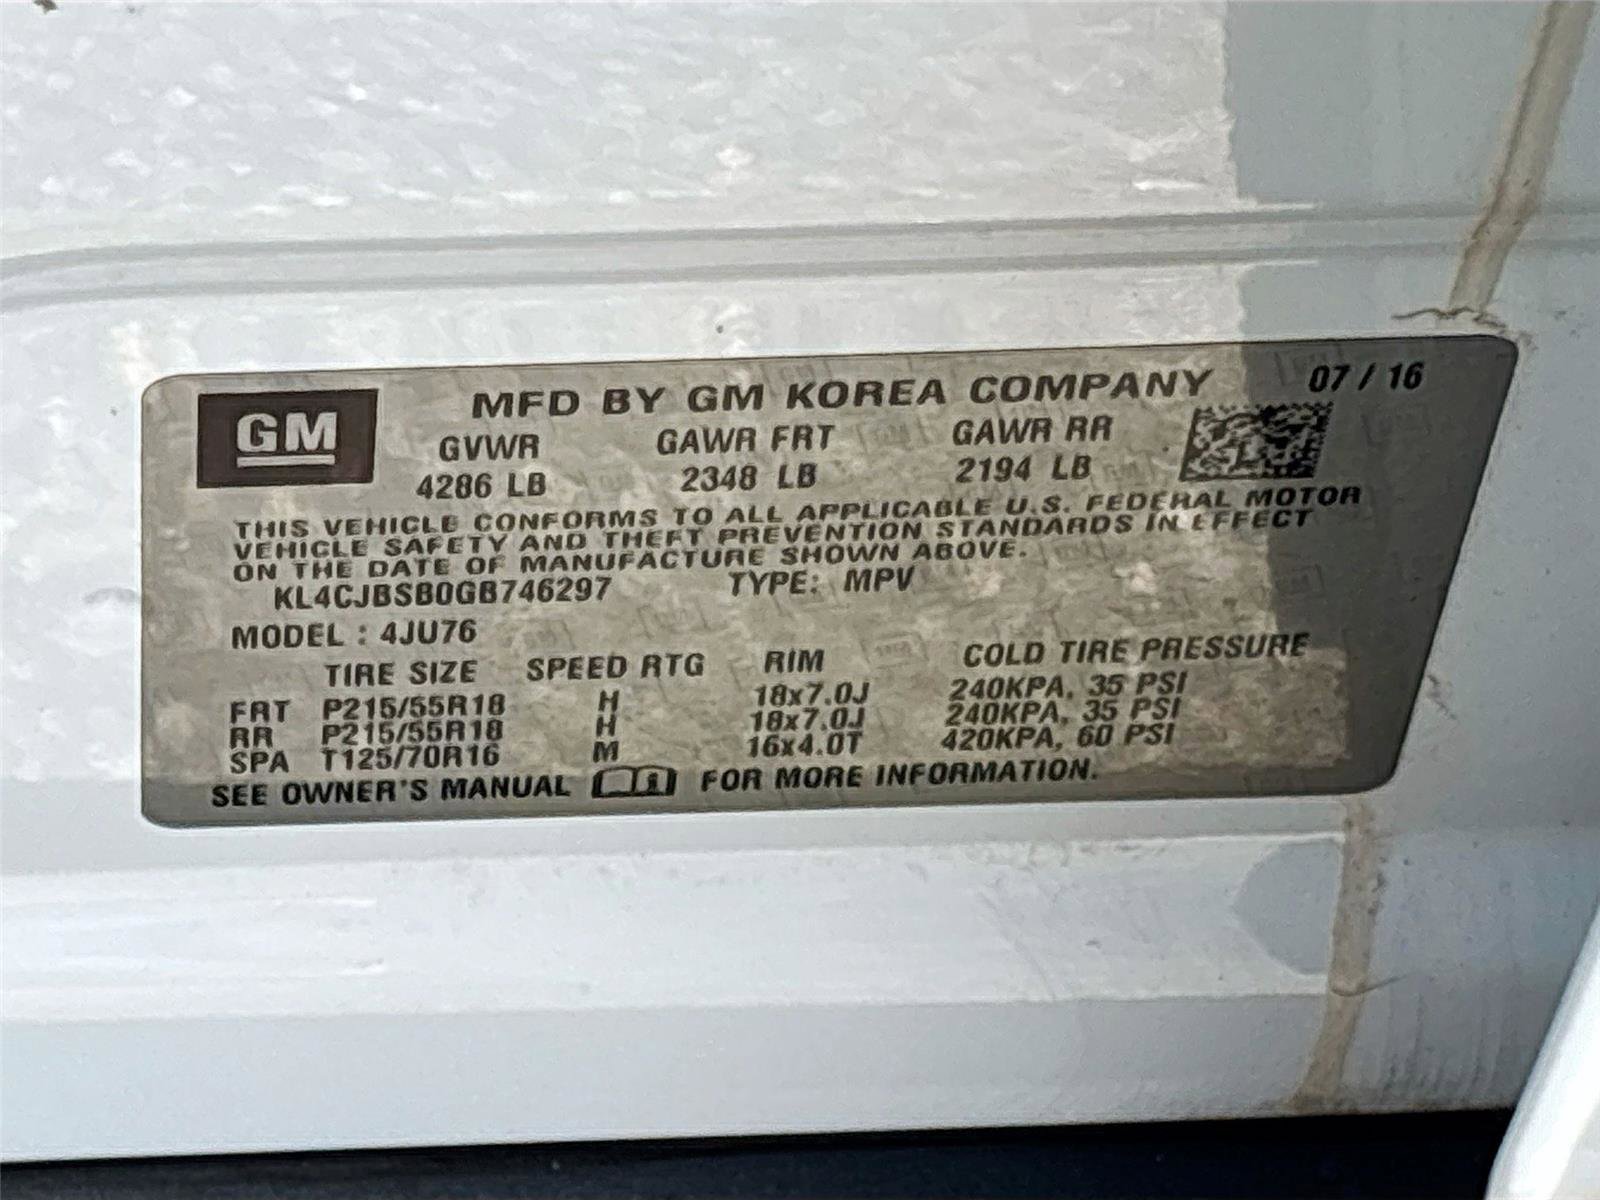 GM
MFD BY GM KOREA COMPANY 07 / 16
GVWR GAWR FRT GAWR RR
4286 LB 2348 LB 2194 LB
THIS VEHICLE CONFORMS TO ALL APPLICABLE U.S. FEDERAL MOTOR
VEHICLE SAFETY AND THEFT PREVENTION STANDARDS IN EFFECT
ON THE DATE OF MANUFACTURE SHOWN ABOVE.
KL4CJBSB0GB746297 TYPE: MPV
MODEL : 4JU76
TIRE SIZE SPEED RTG RIM COLD TIRE PRESSURE
FRT P215/55R18 H 18x7.0J 240KPA, 35 PSI
RR P215/55R18 H 18x7.0J 240KPA, 35 PSI
SPA T125/70R16 M 16x4.0T 420KPA, 60 PSI
SEE OWNER'S MANUAL FOR MORE INFORMATION.